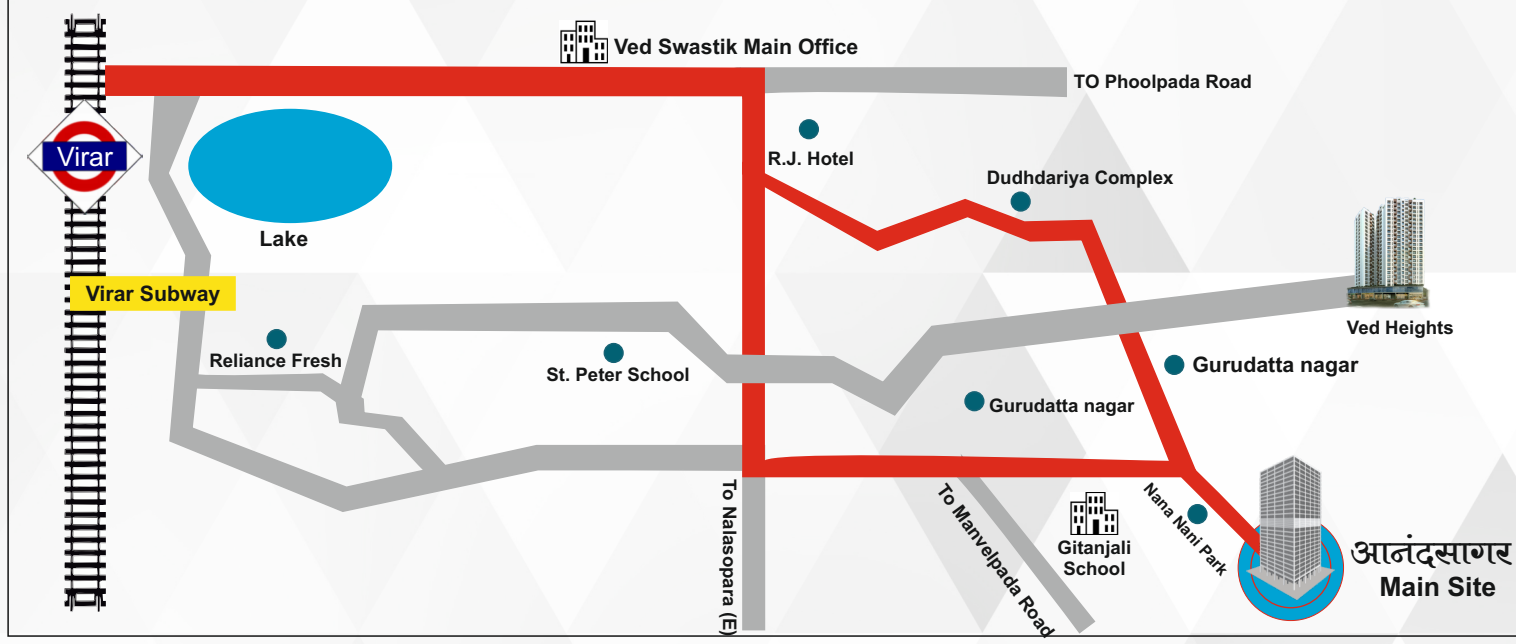 Ved Swastik Main Office
TO Phoolpada Road
Virar
R.J. Hotel
Dudhdariya Complex
Lake
Virar Subway
Ved Heights
Reliance Fresh
St. Peter School
Gurudatta nagar
Gurudatta nagar
To Nalasopara (E)
To Manvelpada Road
Gitanjali
School
Nana Nani Park
आनंदसागर
Main Site